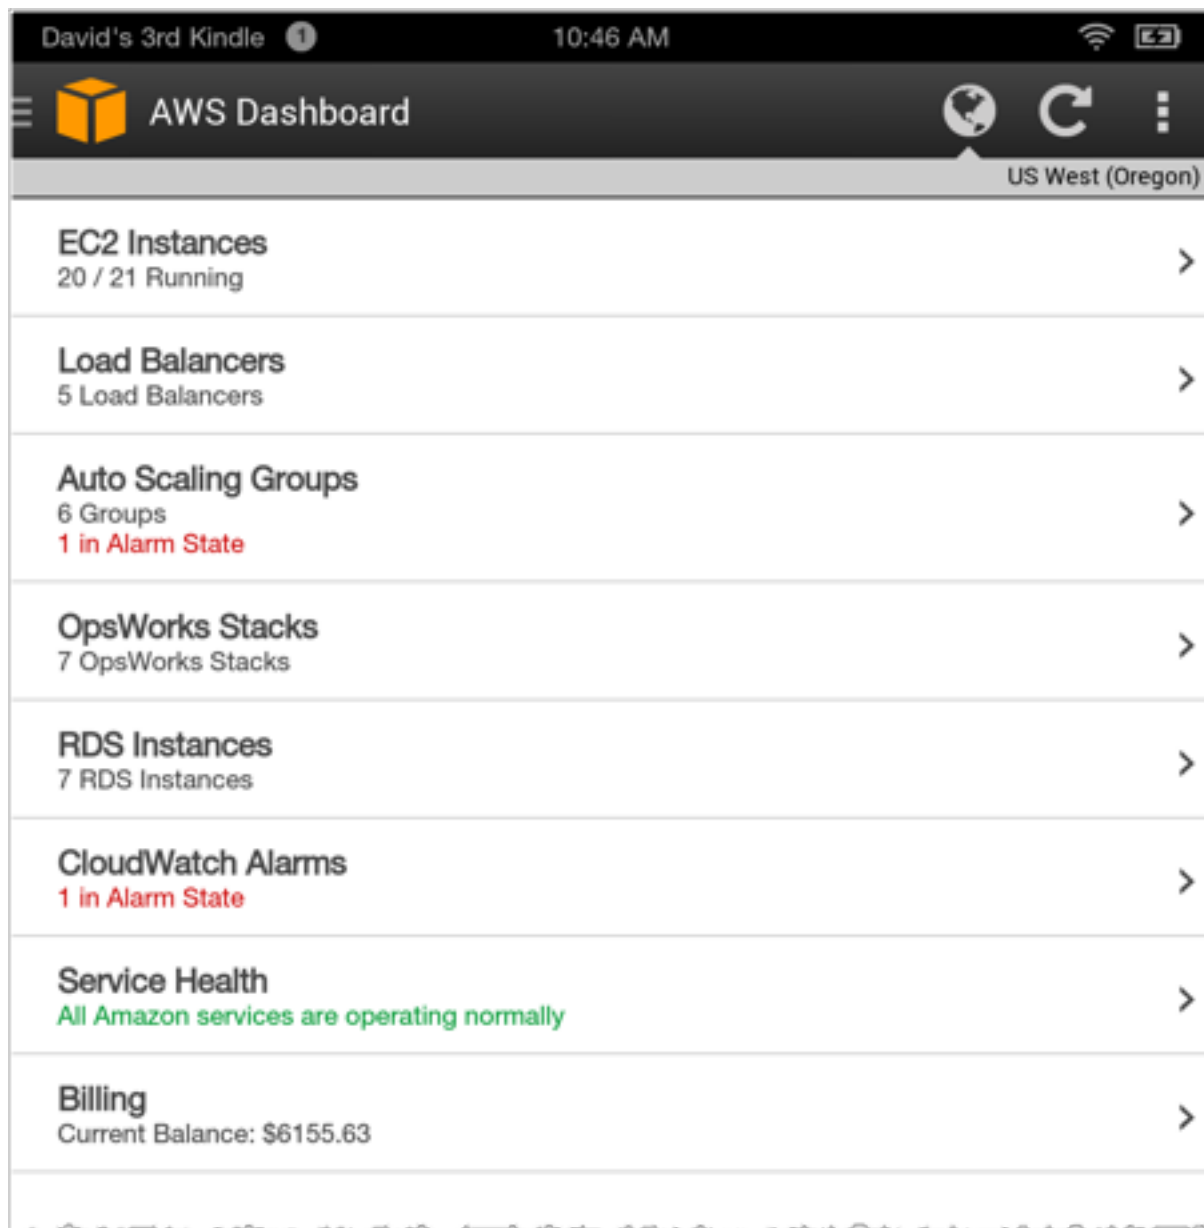 David's 3rd Kindle 1 10:46 AM
AWS Dashboard
US West (Oregon)
EC2 Instances
20 / 21 Running
Load Balancers
5 Load Balancers
Auto Scaling Groups
6 Groups
1 in Alarm State
OpsWorks Stacks
7 OpsWorks Stacks
RDS Instances
7 RDS Instances
CloudWatch Alarms
1 in Alarm State
Service Health
All Amazon services are operating normally
Billing
Current Balance: $6155.63